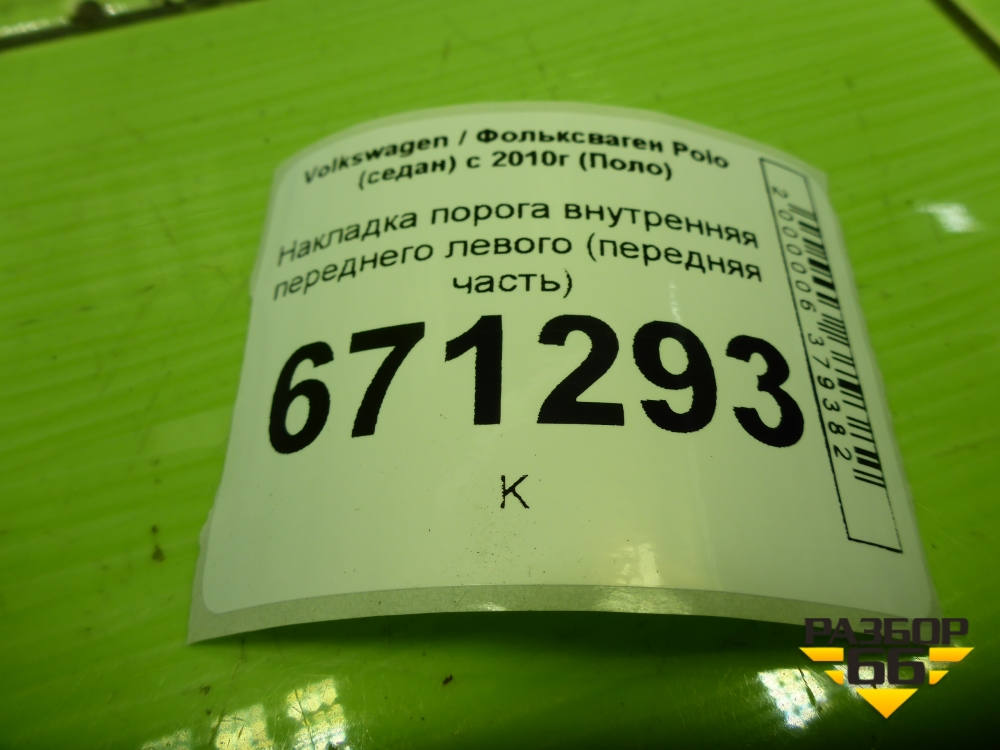 Volkswagen / Фольксваген Polo
(седан) с 2010г (Поло)
Накладка порога внутренняя
переднего левого (передняя
часть)
671293
К
2000006379382
РАЗБОР
66